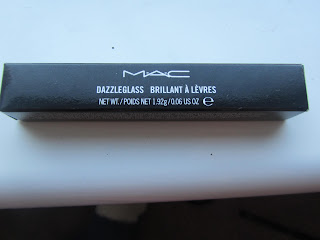 MAC
DAZZLEGLASS BRILLANT À LÈVRES
NET WT./POIDS NET 1.92g/0.06 US OZ ℮